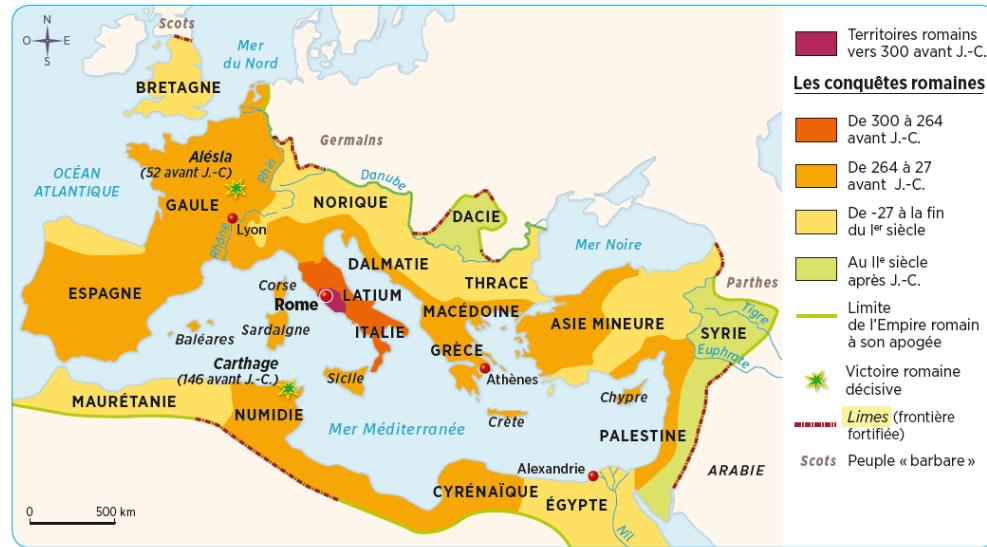 N
O
E
S
Scots
Mer
du Nord
BRETAGNE
Germains
Alésia
(52 avant J.-C)
OCÉAN
ATLANTIQUE
Rhin
Danube
GAULE
NORIQUE
DACIE
Lyon
Rhône
Mer Noire
DALMATIE
THRACE
Parthes
ESPAGNE
Corse
Rome
LATIUM
MACÉDOINE
ASIE MINEURE
Tigre
SYRIE
Baléares
Sardaigne
ITALIE
GRÈCE
Euphrate
Carthage
(146 avant J.-C.)
Sicile
Athènes
MAURÉTANIE
NUMIDIE
Chypre
Crète
Mer Méditerranée
PALESTINE
Alexandrie
ARABIE
CYRÉNAÏQUE
ÉGYPTE
Nil
0 500 km
Territoires romains
vers 300 avant J.-C.
Les conquêtes romaines
De 300 à 264
avant J.-C.
De 264 à 27
avant J.-C.
De -27 à la fin
du Ier siècle
Au IIe siècle
après J.-C.
Limite
de l'Empire romain
à son apogée
Victoire romaine
décisive
Limes (frontière
fortifiée)
Scots Peuple « barbare »